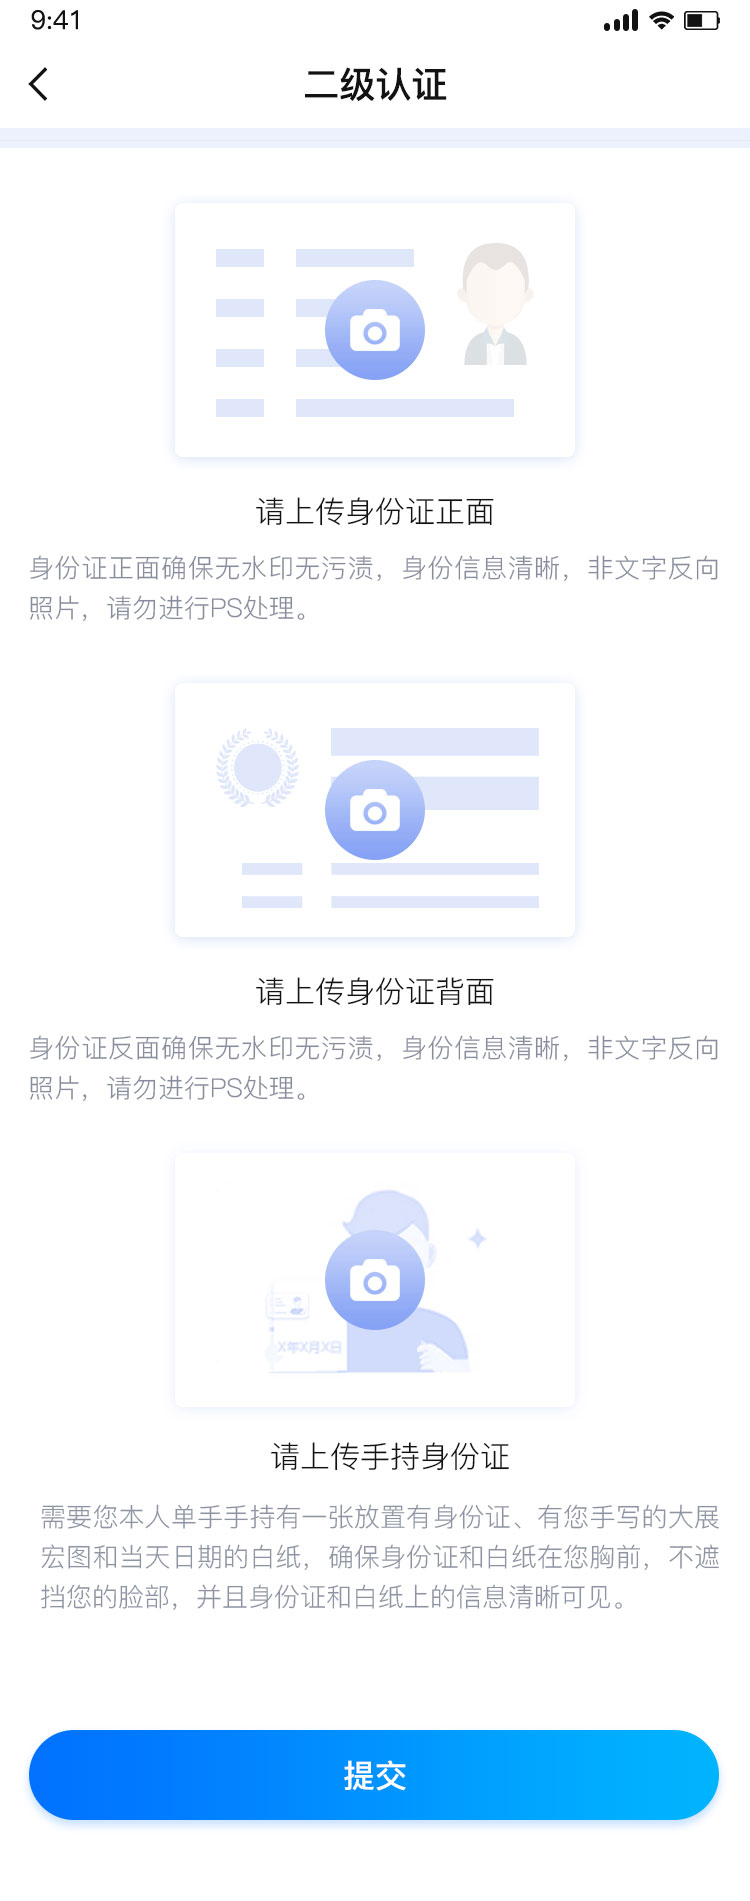 9:41
二级认证
请上传身份证正面
身份证正面确保无水印无污渍，身份信息清晰，非文字反向
照片，请勿进行PS处理。
请上传身份证背面
身份证反面确保无水印无污渍，身份信息清晰，非文字反向
照片，请勿进行PS处理。
X年X月X日
请上传手持身份证
需要您本人单手手持有一张放置有身份证、有您手写的大展
宏图和当天日期的白纸，确保身份证和白纸在您胸前，不遮
挡您的脸部，并且身份证和白纸上的信息清晰可见。
提交